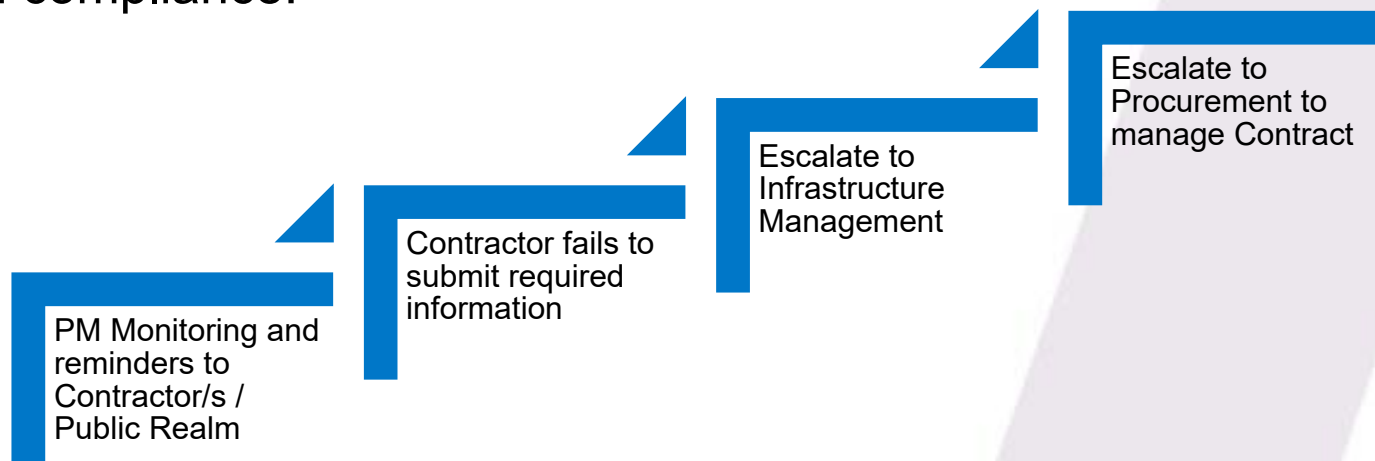 compliance.
Escalate to
Procurement to
manage Contract
Escalate to
Infrastructure
Management
Contractor fails to
submit required
information
PM Monitoring and
reminders to
Contractor/s /
Public Realm